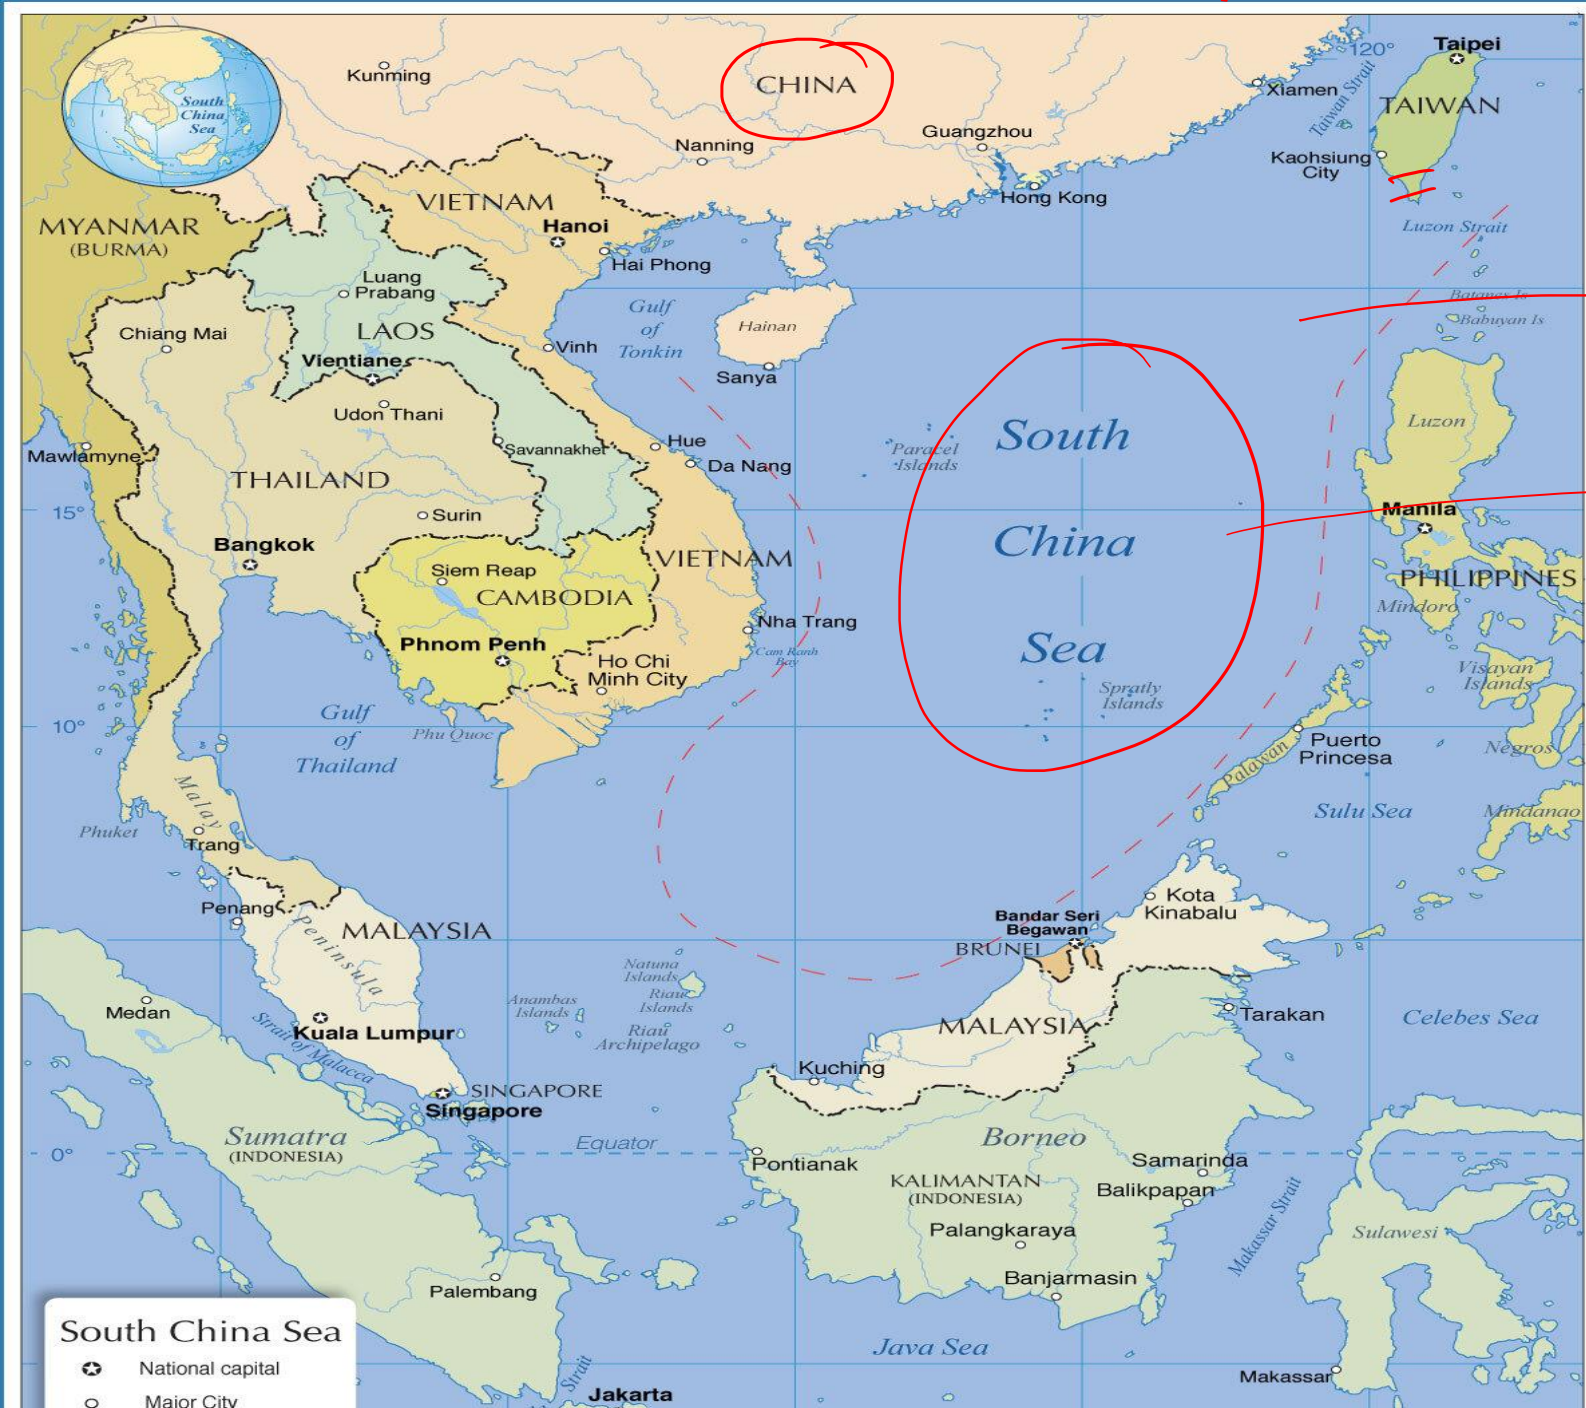 120°
Taipei
Kunming
CHINA
Xiamen
Taiwan Strait
TAIWAN
South
China
Sea
Guangzhou
Nanning
Kaohsiung
City
Hong Kong
VIETNAM
MYANMAR
(BURMA)
Hanoi
Luzon Strait
Hai Phong
Luang
Prabang
Gulf
of
Tonkin
Batanes Is
Babuyan Is
Hainan
Chiang Mai
LAOS
Vinh
Vientiane
Sanya
Udon Thani
Luzon
South
China
Sea
Hue
Paracel
Islands
Savannakhet
Mawlamyne
Da Nang
THAILAND
15°
Surin
Manila
Bangkok
VIETNAM
Siem Reap
PHILIPPINES
CAMBODIA
Mindoro
Nha Trang
Phnom Penh
Cam Ranh
Bay
Ho Chi
Minh City
Visayan
Islands
Spratly
Islands
10°
Gulf
of
Thailand
Phu Quoc
Puerto
Princesa
Negros
Palawan
Malay
Peninsula
Sulu Sea
Mindanao
Phuket
Trang
Kota
Kinabalu
Penang
Bandar Seri
Begawan
MALAYSIA
BRUNEI
Natuna
Islands
Riau
Islands
Anambas
Islands
Medan
Tarakan
Celebes Sea
Kuala Lumpur
Strait of Malacca
Riau
Archipelago
MALAYSIA
Kuching
SINGAPORE
Singapore
Sumatra
(INDONESIA)
Equator
Borneo
0°
Pontianak
Samarinda
KALIMANTAN
(INDONESIA)
Balikpapan
Makassar Strait
Palangkaraya
Sulawesi
Palembang
Banjarmasin
South China Sea
National capital
Java Sea
Makassar
Strait
Jakarta
Major City